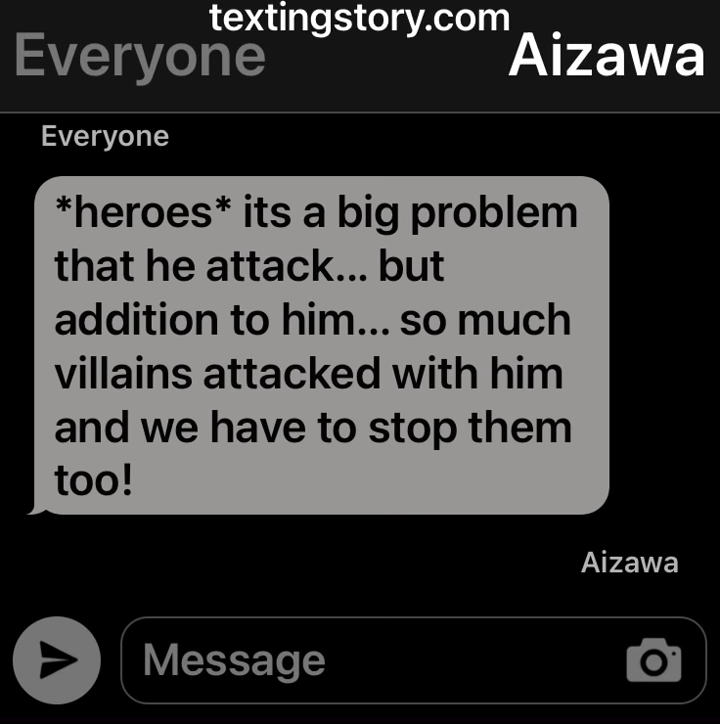 textingstory.com
Everyone
Aizawa
Everyone
*heroes* its a big problem
that he attack... but
addition to him... so much
villains attacked with him
and we have to stop them
too!
Aizawa
Message